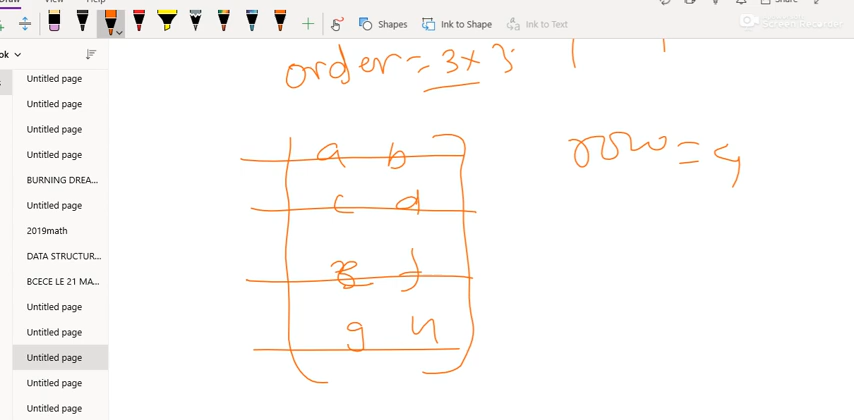 Draw
Share
Shapes
Ink to Shape
Ink to Text
Screen Recorder
ok
Untitled page
Untitled page
Untitled page
Untitled page
BURNING DREA...
Untitled page
2019math
DATA STRUCTUR...
BCECE LE 21 MA...
Untitled page
Untitled page
Untitled page
Untitled page
Untitled page
order = 3 × 3
a b
c d
e f
g h
row = 4